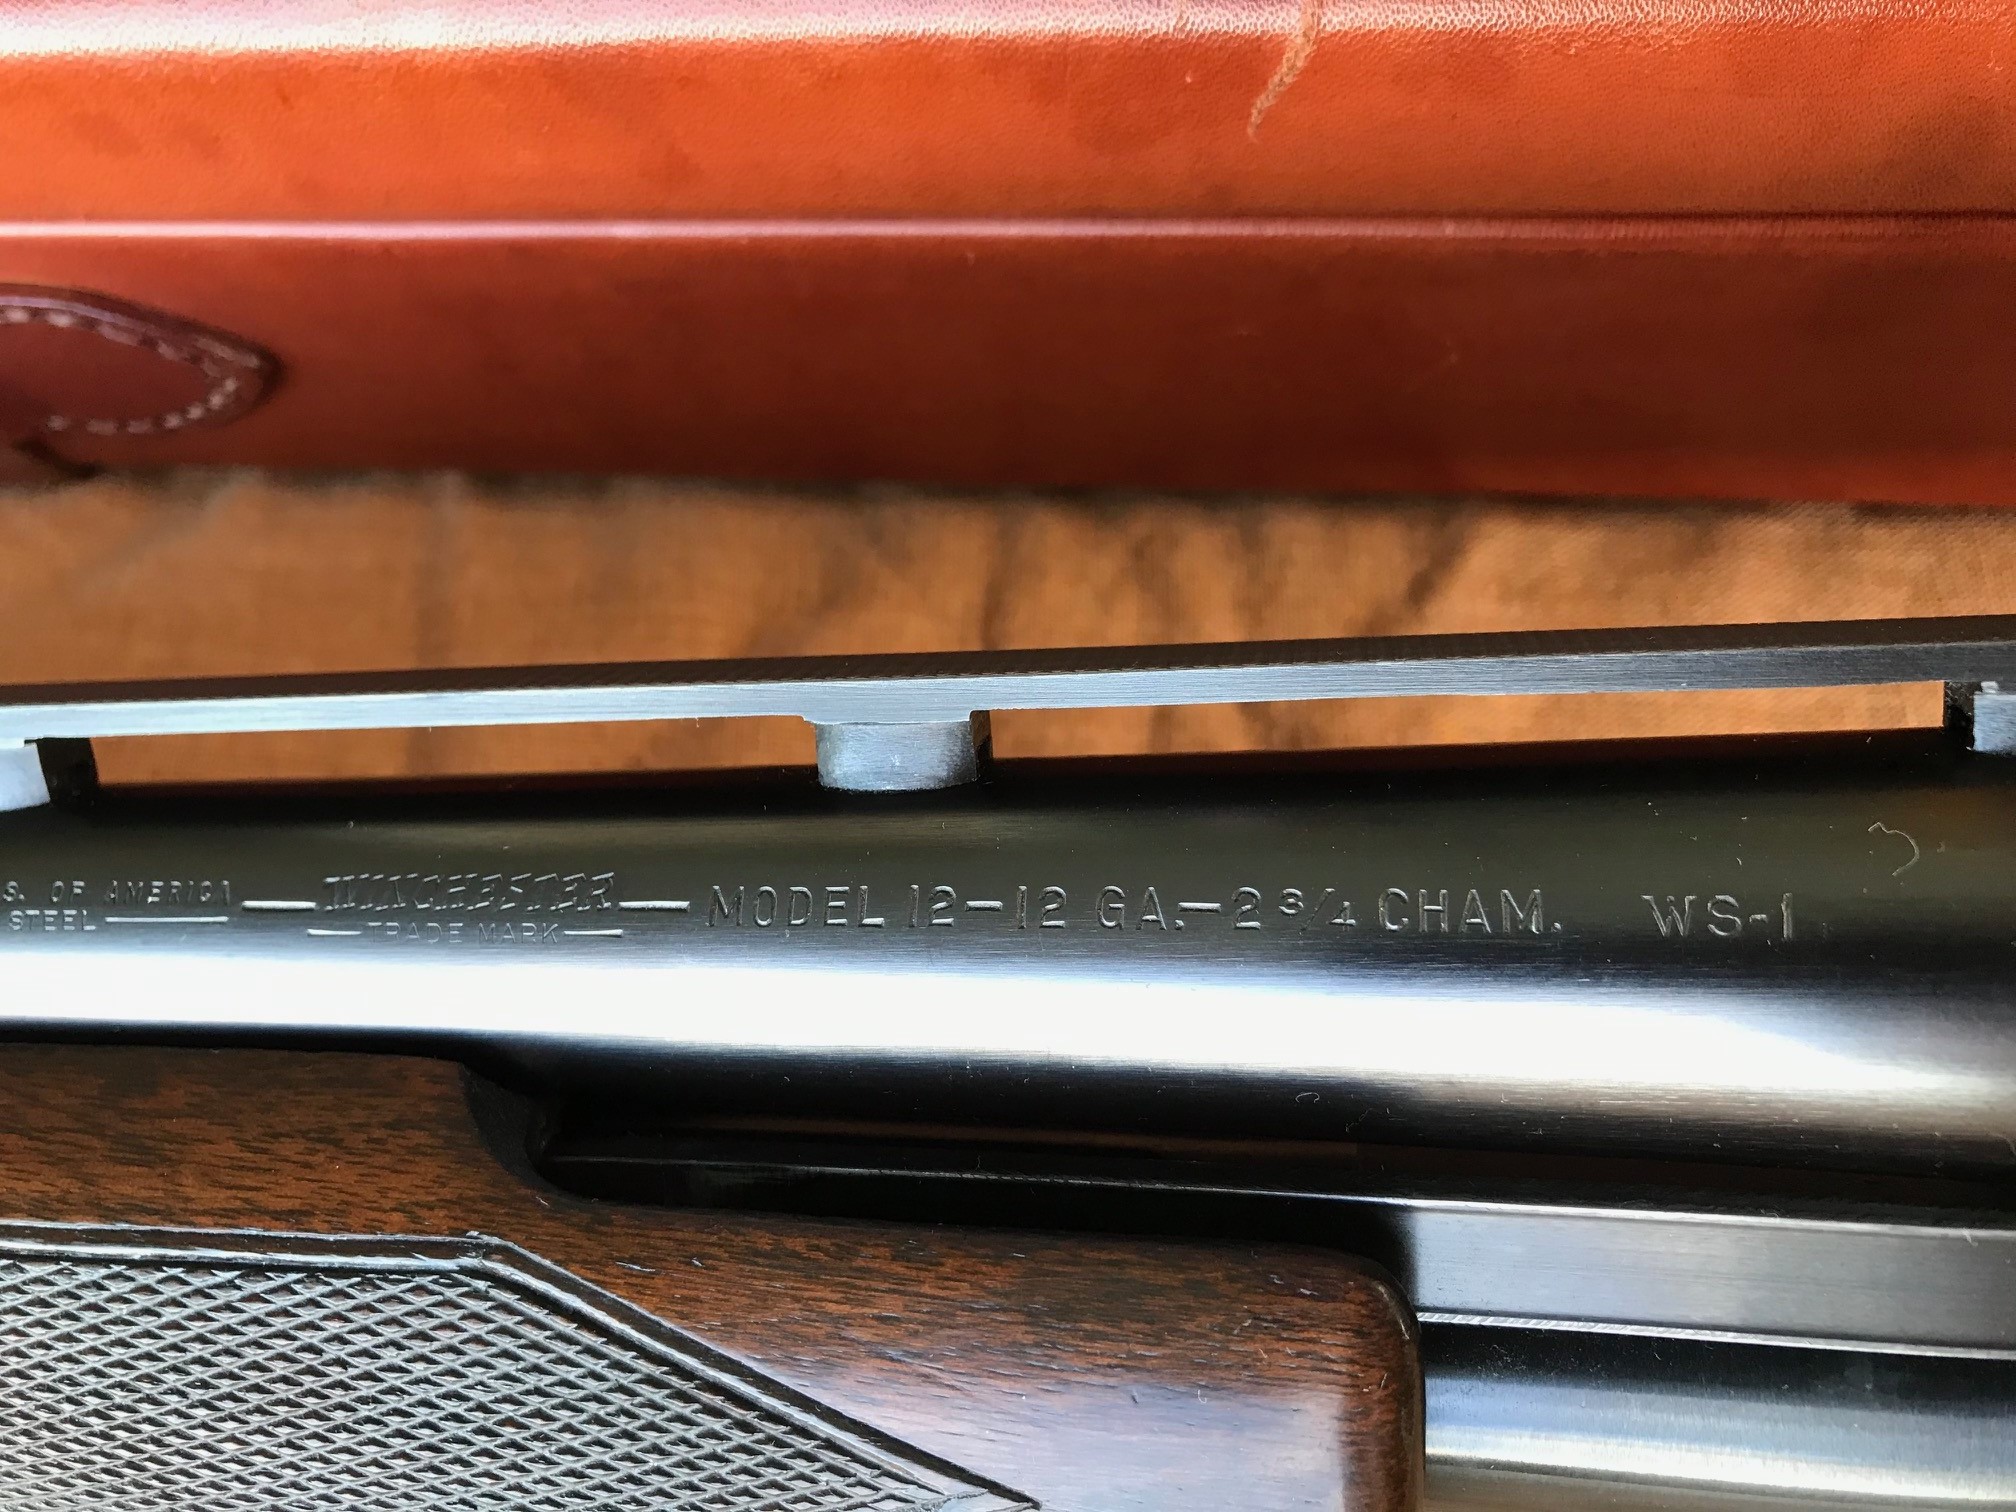 S. OF AMERICA — WINCHESTER — MODEL 12-12 GA.-2 3/4 CHAM. WS-1
STEEL — — TRADE MARK —